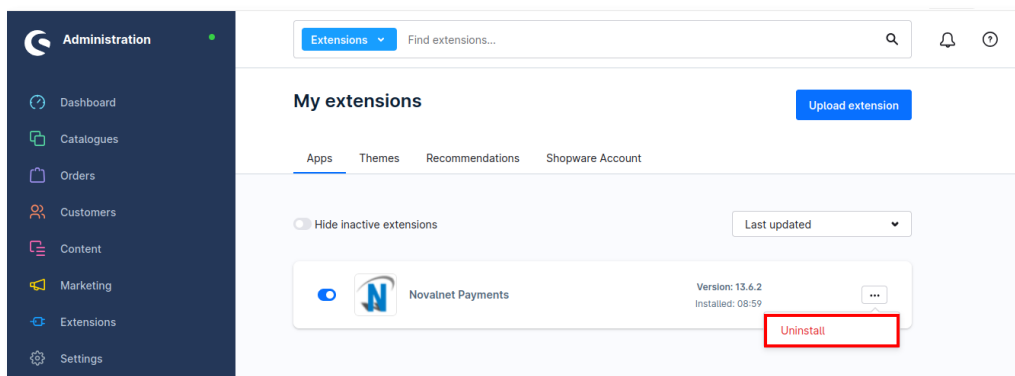 Administration
Dashboard
Catalogues
Orders
Customers
Content
Marketing
Extensions
Settings
Extensions
Find extensions...
My extensions
Upload extension
Apps Themes Recommendations Shopware Account
Hide inactive extensions
Last updated
Novalnet Payments
Version: 13.6.2
Installed: 08:59
Uninstall